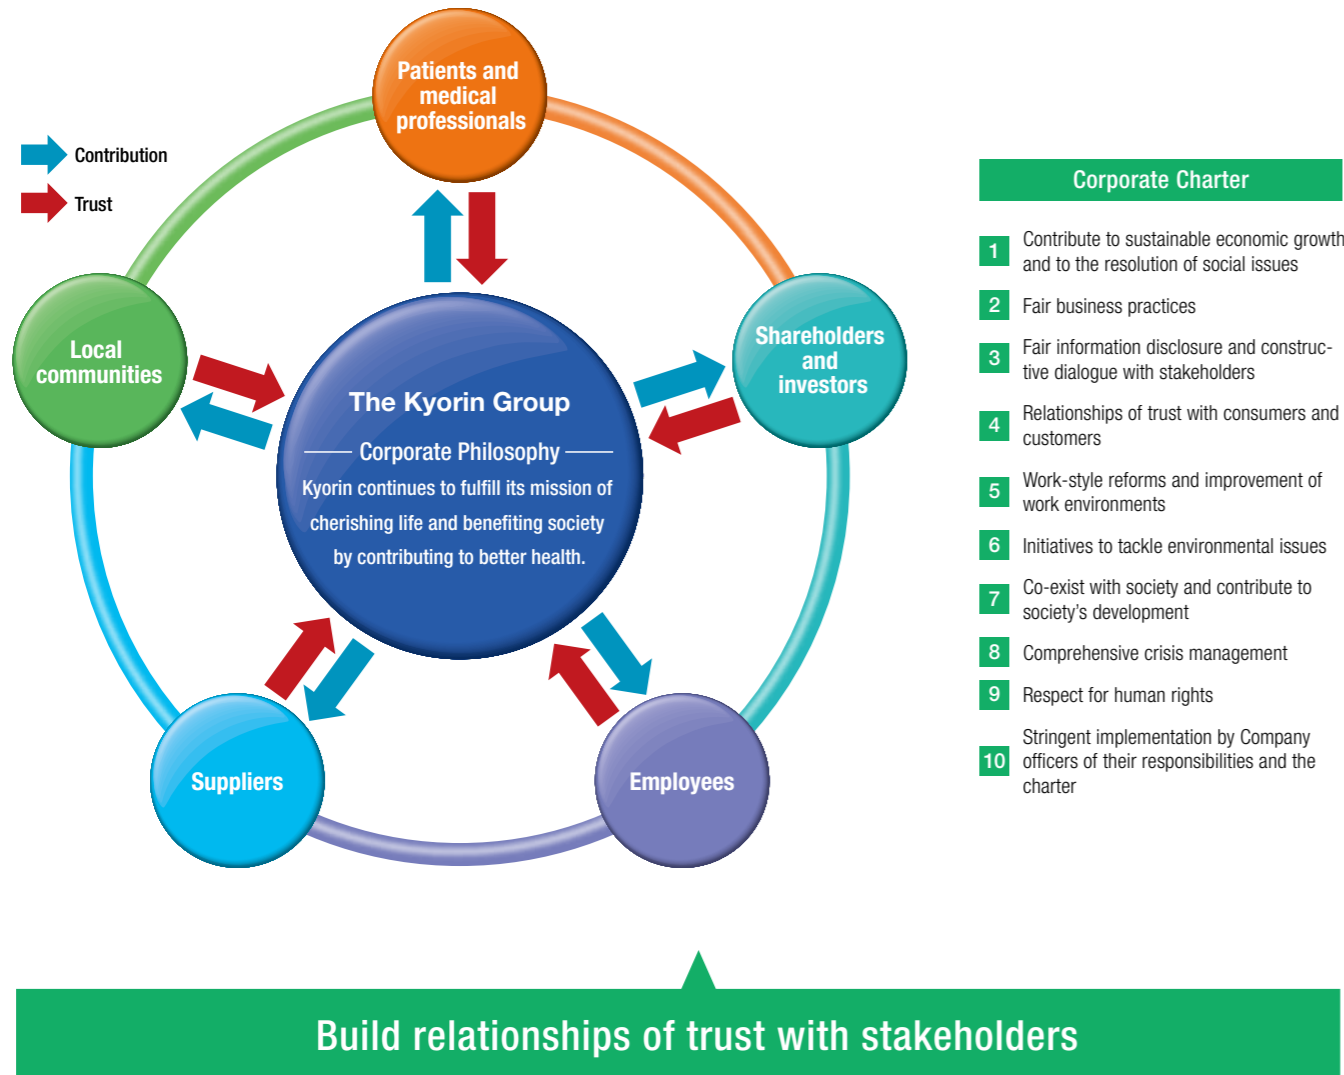 Patients and
medical
professionals
Contribution
Trust
Local
communities
Shareholders
and
investors
The Kyorin Group
Corporate Philosophy
Kyorin continues to fulfill its mission of
cherishing life and benefiting society
by contributing to better health.
Suppliers
Employees
Corporate Charter
1 Contribute to sustainable economic growth
and to the resolution of social issues
2 Fair business practices
3 Fair information disclosure and construc-
tive dialogue with stakeholders
4 Relationships of trust with consumers and
customers
5 Work-style reforms and improvement of
work environments
6 Initiatives to tackle environmental issues
7 Co-exist with society and contribute to
society’s development
8 Comprehensive crisis management
9 Respect for human rights
10 Stringent implementation by Company
officers of their responsibilities and the
charter
Build relationships of trust with stakeholders